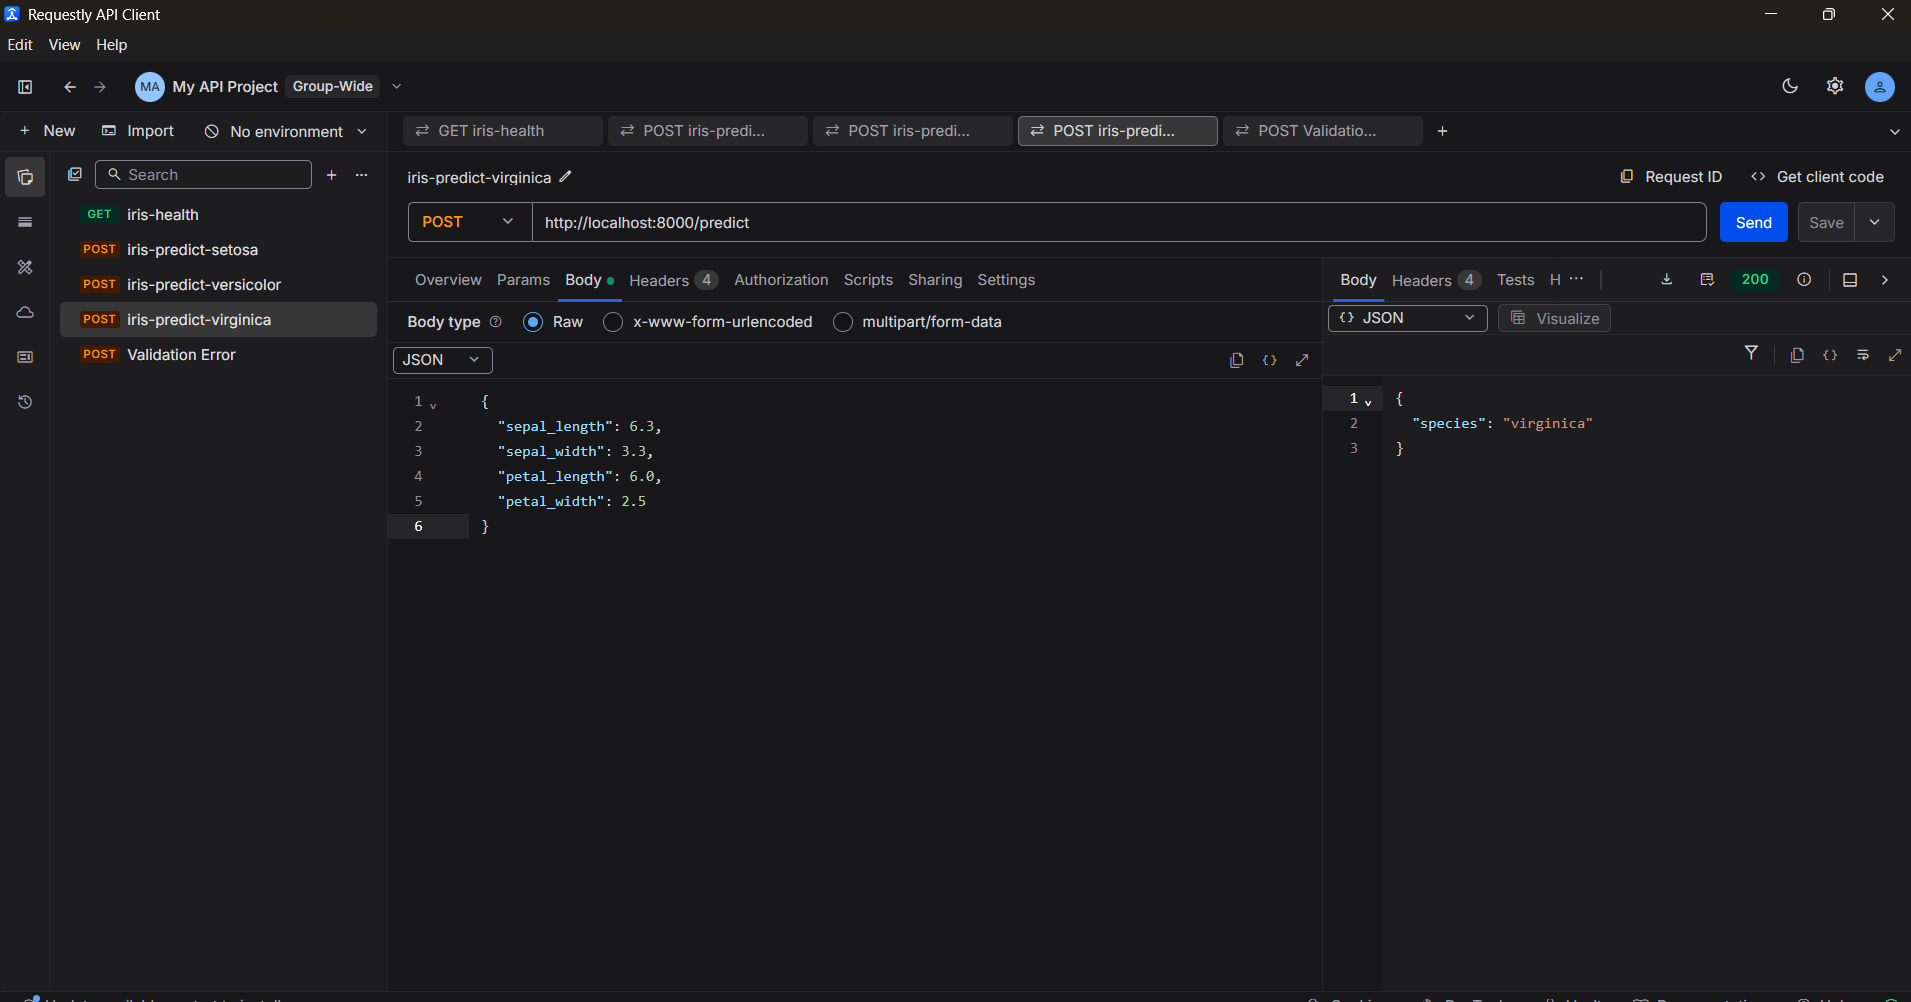 Requestly API Client
Edit View Help
MA My API Project Group-Wide
New Import No environment
GET iris-health POST iris-predi... POST iris-predi... POST iris-predi... POST Validatio...
Search
GET iris-health
POST iris-predict-setosa
POST iris-predict-versicolor
POST iris-predict-virginica
POST Validation Error
iris-predict-virginica Request ID <> Get client code
POST http://localhost:8000/predict Send Save
Overview Params Body Headers 4 Authorization Scripts Sharing Settings
Body type Raw x-www-form-urlencoded multipart/form-data
JSON
1 {
2 "sepal_length": 6.3,
3 "sepal_width": 3.3,
4 "petal_length": 6.0,
5 "petal_width": 2.5
6 }
Body Headers 4 Tests H ... 200
{} JSON Visualize
1 {
2 "species": "virginica"
3 }